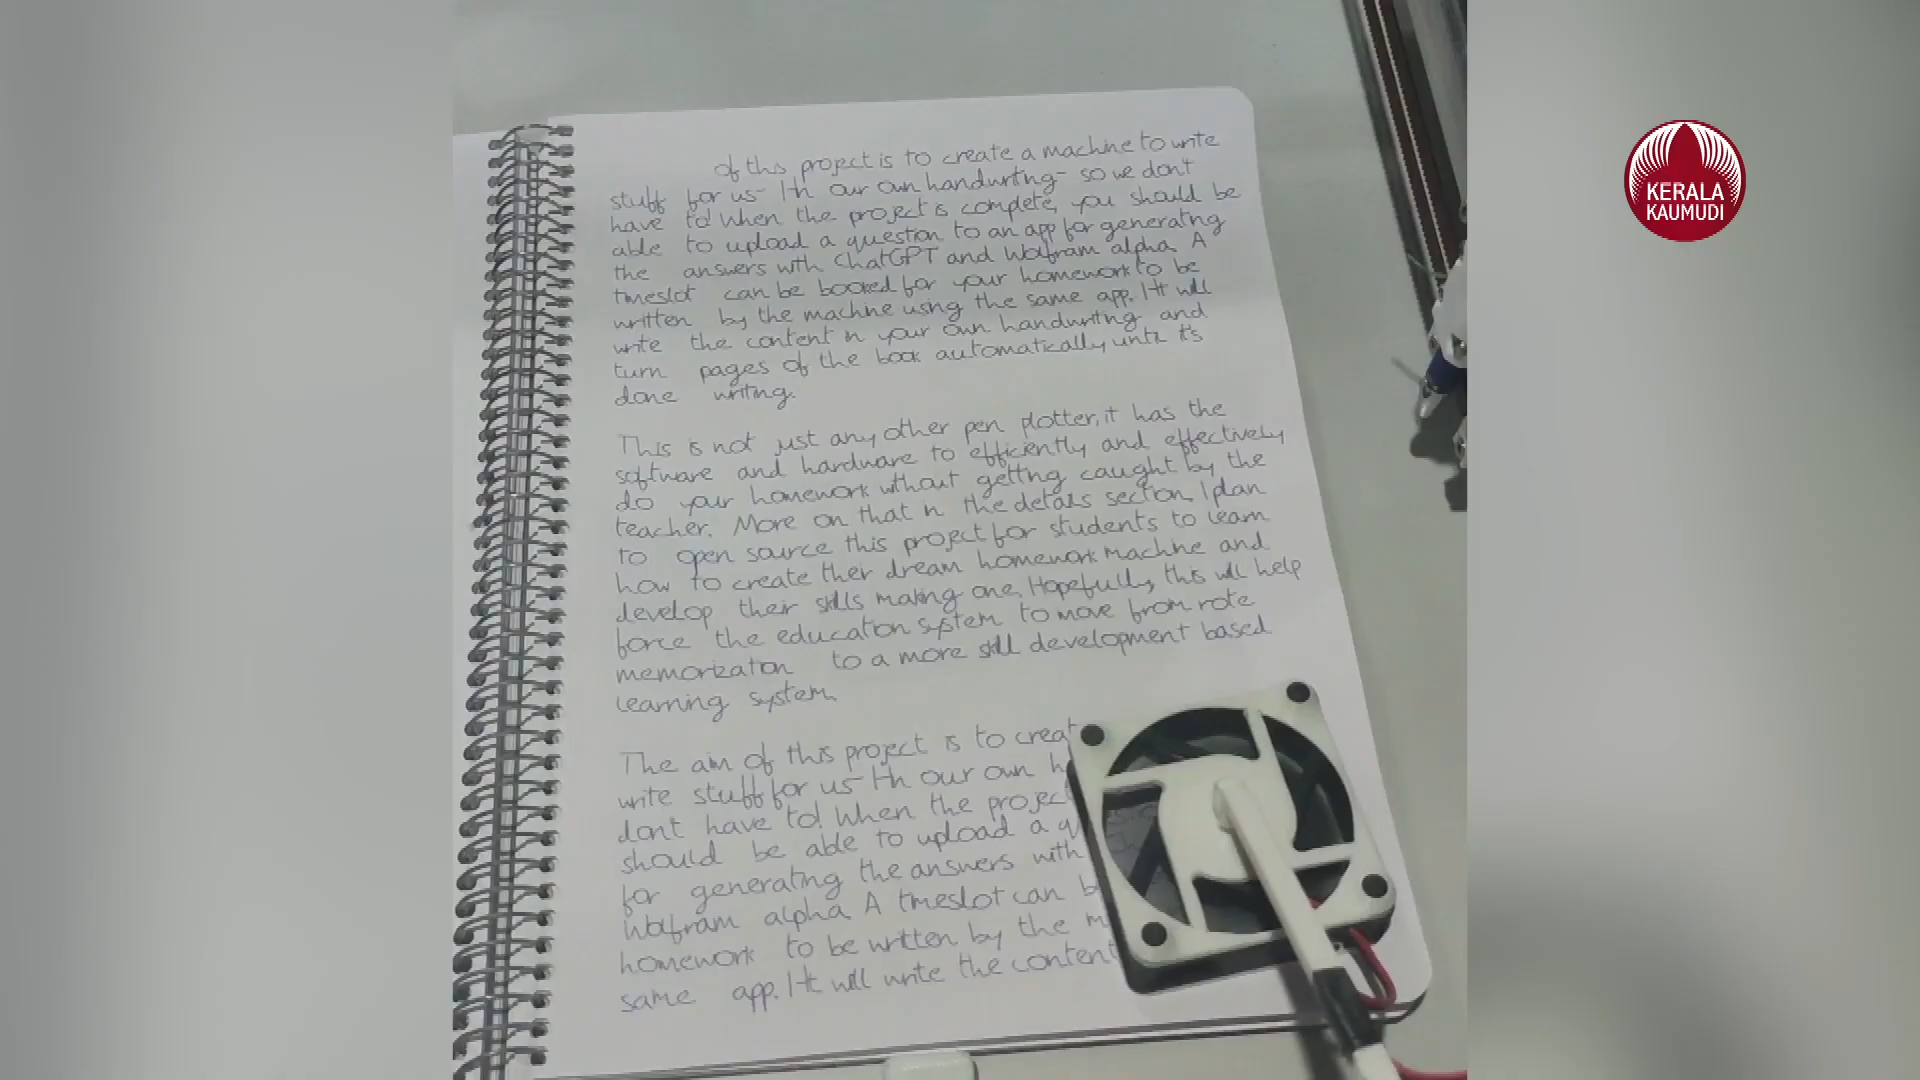 of this project is to create a machine to write
stuff for us- in our own handwriting- so we don't
have to! When the project is complete, you should be
able to upload a question to an app for generating
the answers with ChatGPT and Wolfram alpha. A
timeslot can be booked for your homework to be
written by the machine using the same app. It will
write the content in your own handwriting and
turn pages of the book automatically until it's
done writing.
This is not just any other pen plotter, it has the
software and hardware to efficiently and effectively
do your homework without getting caught by the
teacher. More on that in the details section. I plan
to open source this project for students to learn
how to create their dream homework machine and
develop their skills making one. Hopefully, this will help
force the education system to move from rote
memorization to a more skill development based
learning system.
The aim of this project is to creat
write stuff for us- in our own h
don't have to! When the project
should be able to upload a q
for generating the answers with
Wolfram alpha. A timeslot can b
homework to be written by the m
same app. It will write the content
KERALA
KAUMUDI